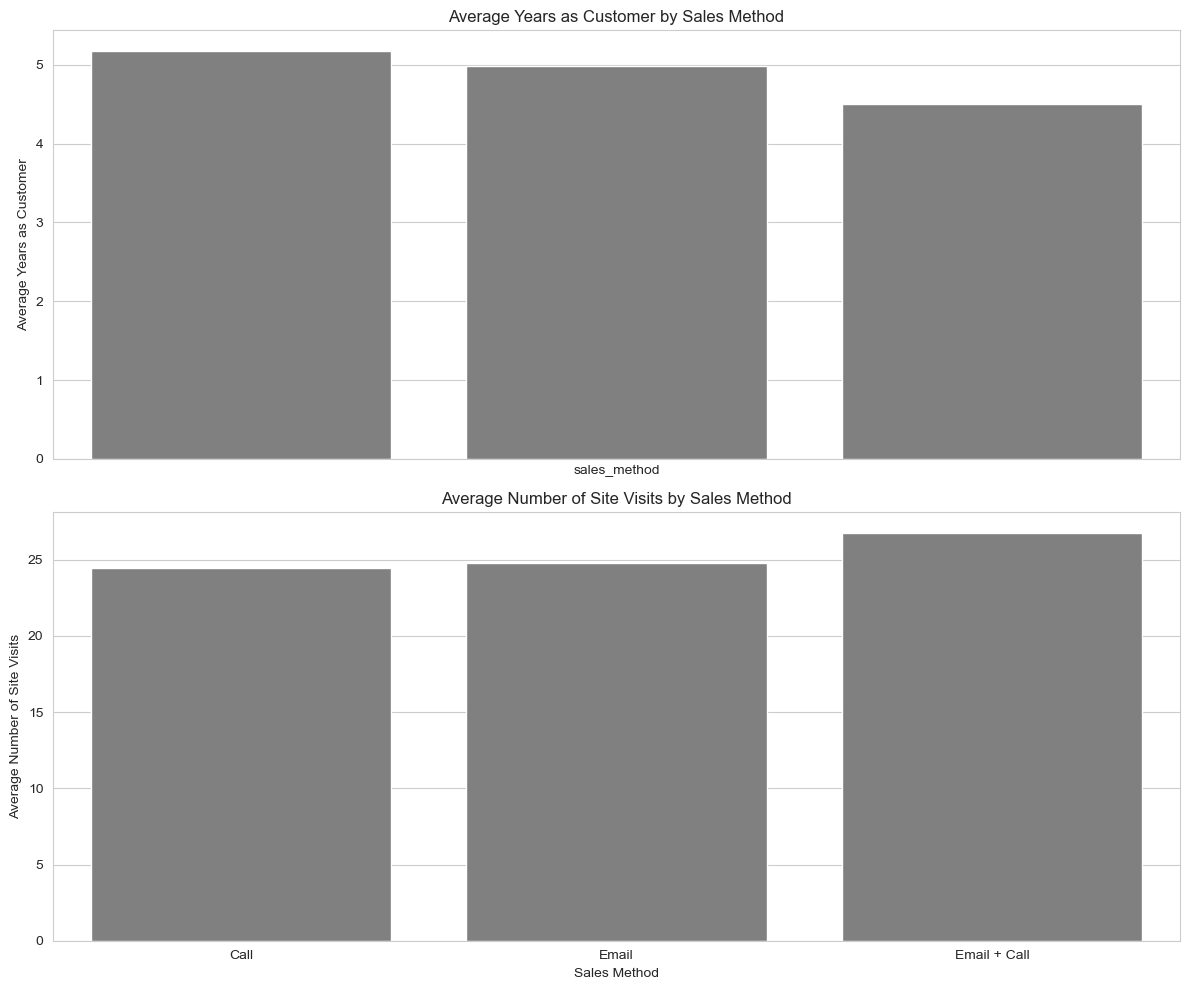 Average Years as Customer by Sales Method
Average Years as Customer
5
4
3
2
1
0
sales_method
Average Number of Site Visits by Sales Method
Average Number of Site Visits
25
20
15
10
5
0
Call Email Email + Call
Sales Method